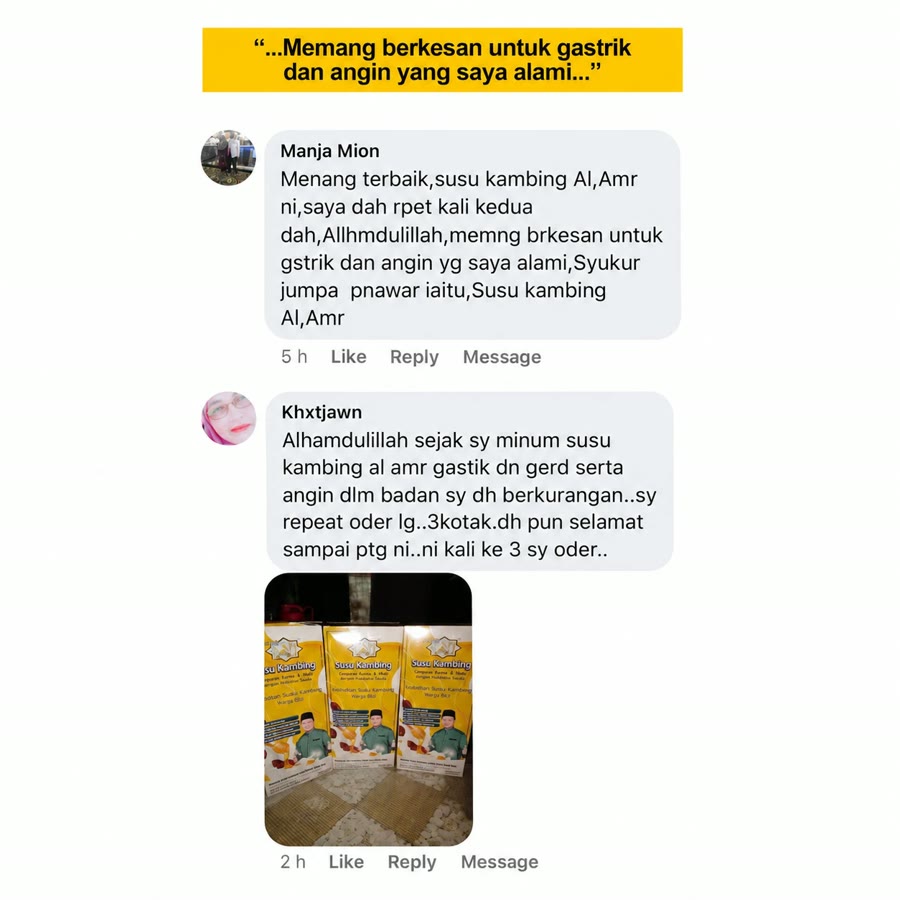 “...Memang berkesan untuk gastrik
dan angin yang saya alami...”
Manja Mion
Menang terbaik,susu kambing Al,Amr
ni,saya dah rpet kali kedua
dah,Allhmdulillah,memng brkesan untuk
gstrik dan angin yg saya alami,Syukur
jumpa pnawar iaitu,Susu kambing
Al,Amr
5 h Like Reply Message
Khxtjawn
Alhamdulillah sejak sy minum susu
kambing al amr gastik dn gerd serta
angin dlm badan sy dh berkurangan..sy
repeat oder lg..3kotak.dh pun selamat
sampai ptg ni..ni kali ke 3 sy oder..
Susu Kambing
Susu Kambing
Susu Kambing
2 h Like Reply Message